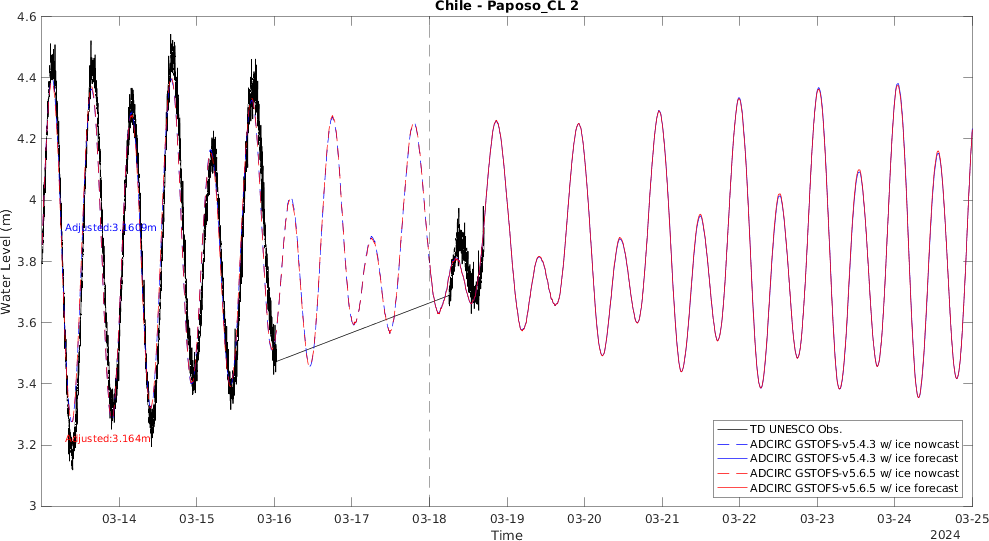 Chile - Paposo_CL 2
4.6
4.4
4.2
4
3.8
3.6
3.4
3.2
3
Water Level (m)
Adjusted:3.1609m
Adjusted:3.164m
TD UNESCO Obs.
ADCIRC GSTOFS-v5.4.3 w/ ice nowcast
ADCIRC GSTOFS-v5.4.3 w/ ice forecast
ADCIRC GSTOFS-v5.6.5 w/ ice nowcast
ADCIRC GSTOFS-v5.6.5 w/ ice forecast
03-14 03-15 03-16 03-17 03-18 03-19 03-20 03-21 03-22 03-23 03-24 03-25
Time
2024